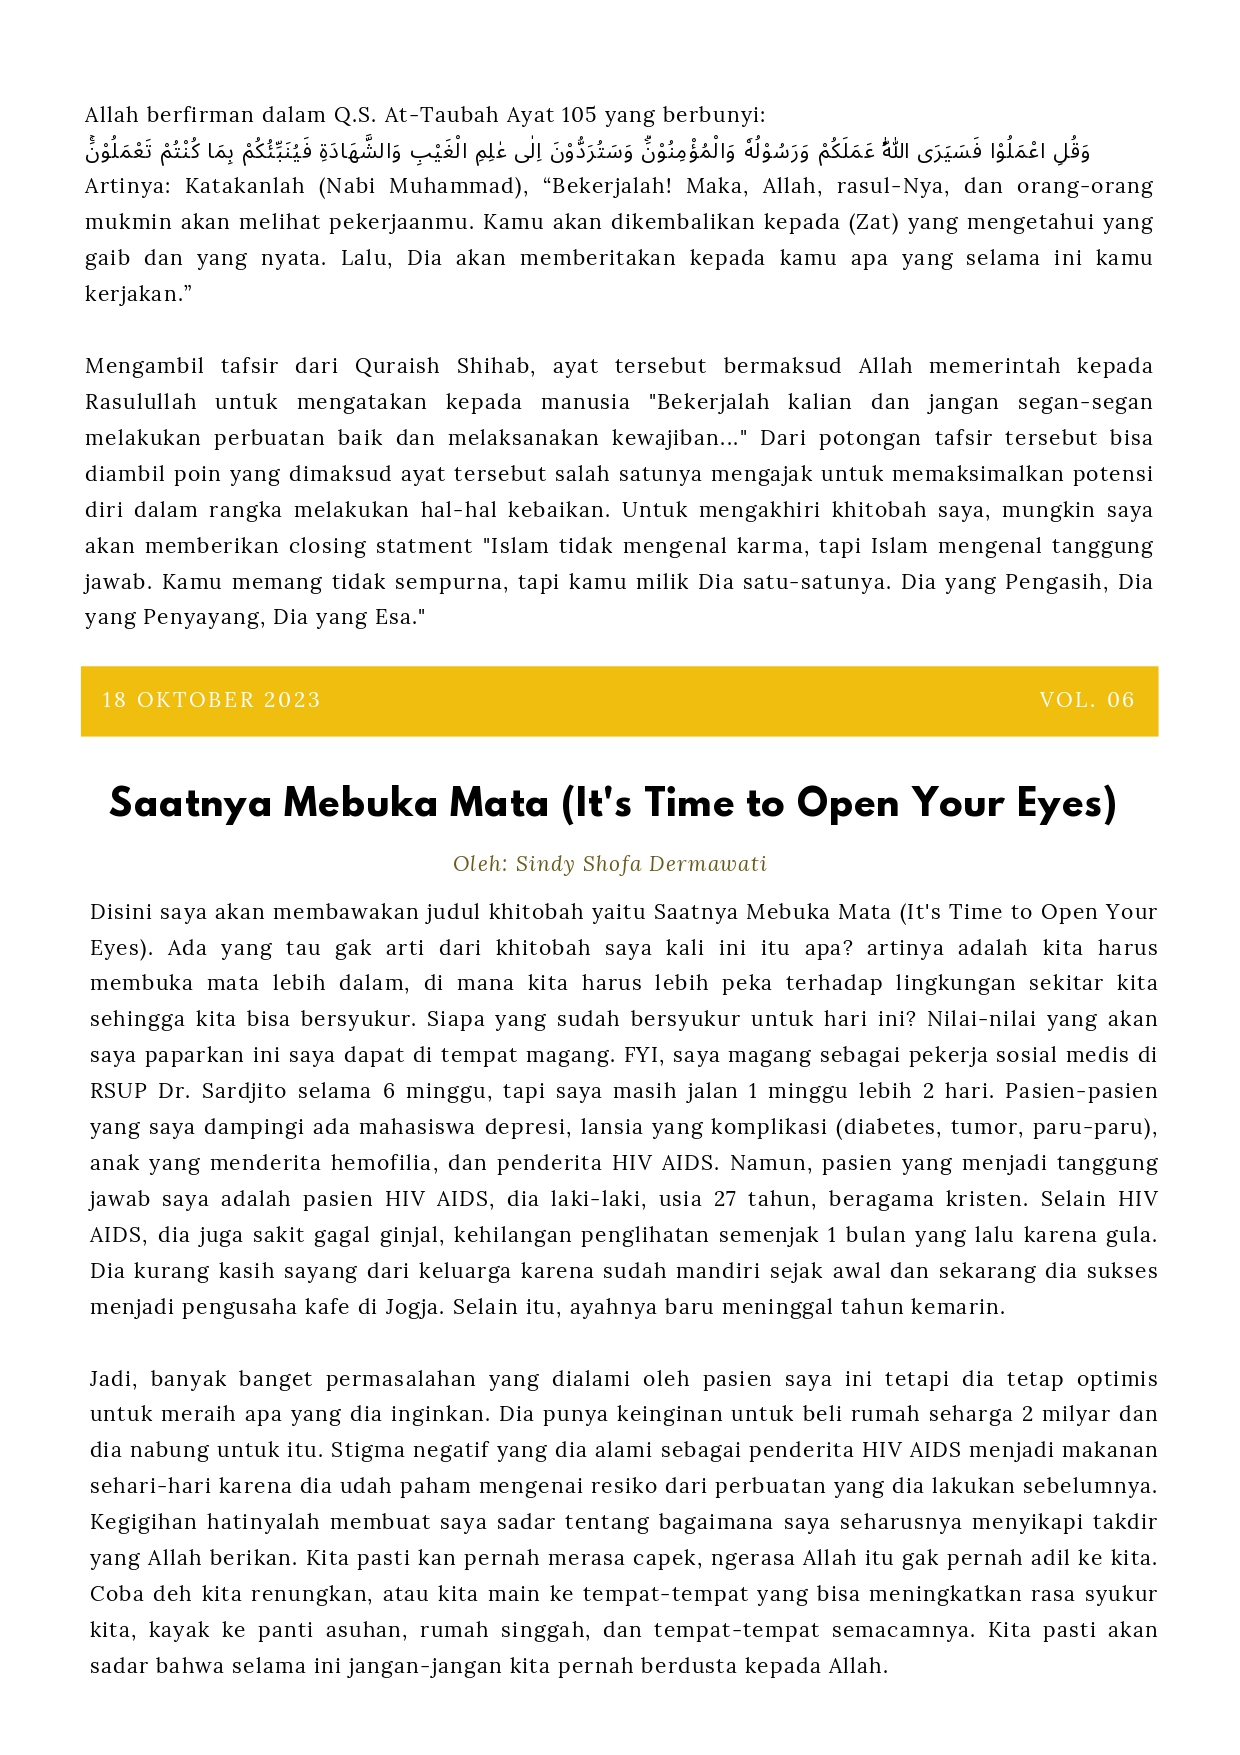 Allah berfirman dalam Q.S. At-Taubah Ayat 105 yang berbunyi:
وَقُلِ اعْمَلُوْا فَسَيَرَى اللّٰهُ عَمَلَكُمْ وَرَسُوْلُهٗ وَالْمُؤْمِنُوْنَۗ وَسَتُرَدُّوْنَ اِلٰى عٰلِمِ الْغَيْبِ وَالشَّهَادَةِ فَيُنَبِّئُكُمْ بِمَا كُنْتُمْ تَعْمَلُوْنَۚ
Artinya: Katakanlah (Nabi Muhammad), “Bekerjalah! Maka, Allah, rasul-Nya, dan orang-orang
mukmin akan melihat pekerjaanmu. Kamu akan dikembalikan kepada (Zat) yang mengetahui yang
gaib dan yang nyata. Lalu, Dia akan memberitakan kepada kamu apa yang selama ini kamu
kerjakan.”
Mengambil tafsir dari Quraish Shihab, ayat tersebut bermaksud Allah memerintah kepada
Rasulullah untuk mengatakan kepada manusia "Bekerjalah kalian dan jangan segan-segan
melakukan perbuatan baik dan melaksanakan kewajiban..." Dari potongan tafsir tersebut bisa
diambil poin yang dimaksud ayat tersebut salah satunya mengajak untuk memaksimalkan potensi
diri dalam rangka melakukan hal-hal kebaikan. Untuk mengakhiri khitobah saya, mungkin saya
akan memberikan closing statment "Islam tidak mengenal karma, tapi Islam mengenal tanggung
jawab. Kamu memang tidak sempurna, tapi kamu milik Dia satu-satunya. Dia yang Pengasih, Dia
yang Penyayang, Dia yang Esa."
18 OKTOBER 2023 VOL. 06
Saatnya Mebuka Mata (It's Time to Open Your Eyes)
Oleh: Sindy Shofa Dermawati
Disini saya akan membawakan judul khitobah yaitu Saatnya Mebuka Mata (It's Time to Open Your
Eyes). Ada yang tau gak arti dari khitobah saya kali ini itu apa? artinya adalah kita harus
membuka mata lebih dalam, di mana kita harus lebih peka terhadap lingkungan sekitar kita
sehingga kita bisa bersyukur. Siapa yang sudah bersyukur untuk hari ini? Nilai-nilai yang akan
saya paparkan ini saya dapat di tempat magang. FYI, saya magang sebagai pekerja sosial medis di
RSUP Dr. Sardjito selama 6 minggu, tapi saya masih jalan 1 minggu lebih 2 hari. Pasien-pasien
yang saya dampingi ada mahasiswa depresi, lansia yang komplikasi (diabetes, tumor, paru-paru),
anak yang menderita hemofilia, dan penderita HIV AIDS. Namun, pasien yang menjadi tanggung
jawab saya adalah pasien HIV AIDS, dia laki-laki, usia 27 tahun, beragama kristen. Selain HIV
AIDS, dia juga sakit gagal ginjal, kehilangan penglihatan semenjak 1 bulan yang lalu karena gula.
Dia kurang kasih sayang dari keluarga karena sudah mandiri sejak awal dan sekarang dia sukses
menjadi pengusaha kafe di Jogja. Selain itu, ayahnya baru meninggal tahun kemarin.
Jadi, banyak banget permasalahan yang dialami oleh pasien saya ini tetapi dia tetap optimis
untuk meraih apa yang dia inginkan. Dia punya keinginan untuk beli rumah seharga 2 milyar dan
dia nabung untuk itu. Stigma negatif yang dia alami sebagai penderita HIV AIDS menjadi makanan
sehari-hari karena dia udah paham mengenai resiko dari perbuatan yang dia lakukan sebelumnya.
Kegigihan hatinyalah membuat saya sadar tentang bagaimana saya seharusnya menyikapi takdir
yang Allah berikan. Kita pasti kan pernah merasa capek, ngerasa Allah itu gak pernah adil ke kita.
Coba deh kita renungkan, atau kita main ke tempat-tempat yang bisa meningkatkan rasa syukur
kita, kayak ke panti asuhan, rumah singgah, dan tempat-tempat semacamnya. Kita pasti akan
sadar bahwa selama ini jangan-jangan kita pernah berdusta kepada Allah.